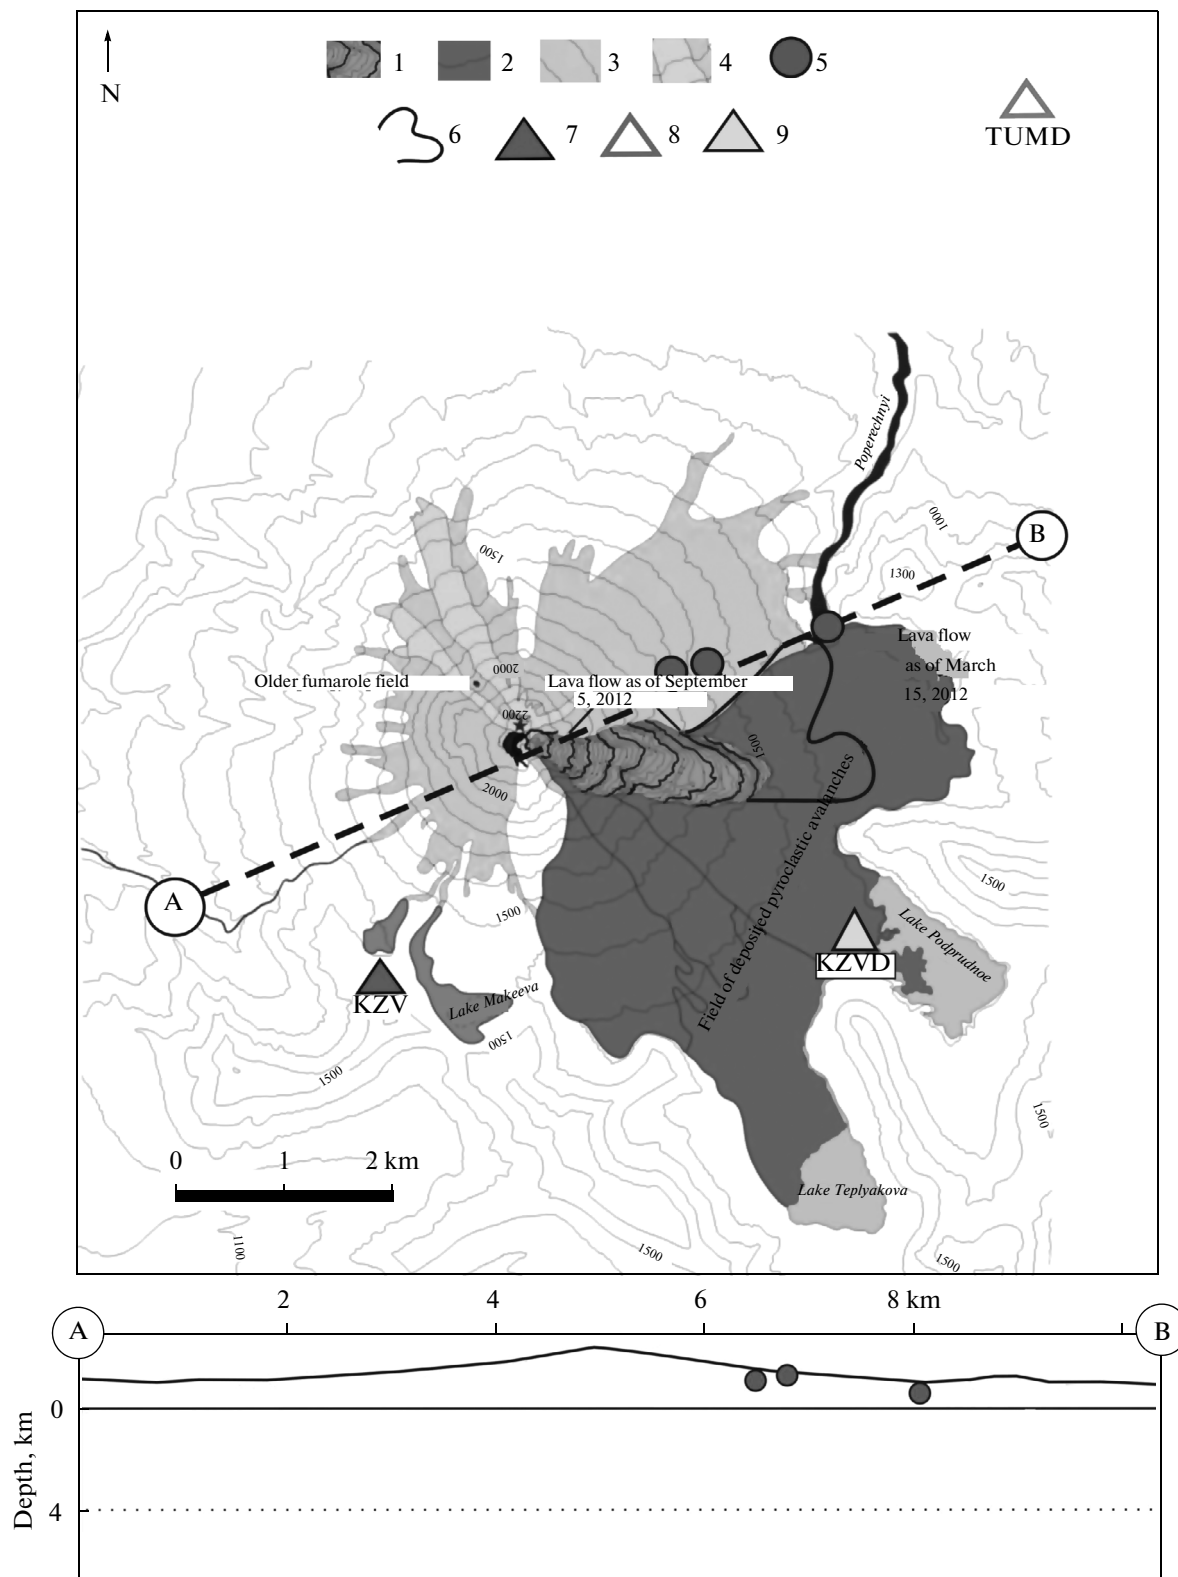 N
1
2
3
4
5
6
7
8
9
TUMD
Poperechnyi
1000
B
1500
1300
Lava flow
as of March
15, 2012
2000
Older fumarole field
Lava flow as of September
5, 2012
2200
1500
2000
Field of deposited pyroclastic avalanches
1500
A
1500
Lake Podprudnoe
KZVD
KZV
Lake Makeeva
1500
1500
1500
0 1 2 km
Lake Teplyakova
1100
1500
1500
2 4 6 8 km
A
B
0
Depth, km
4